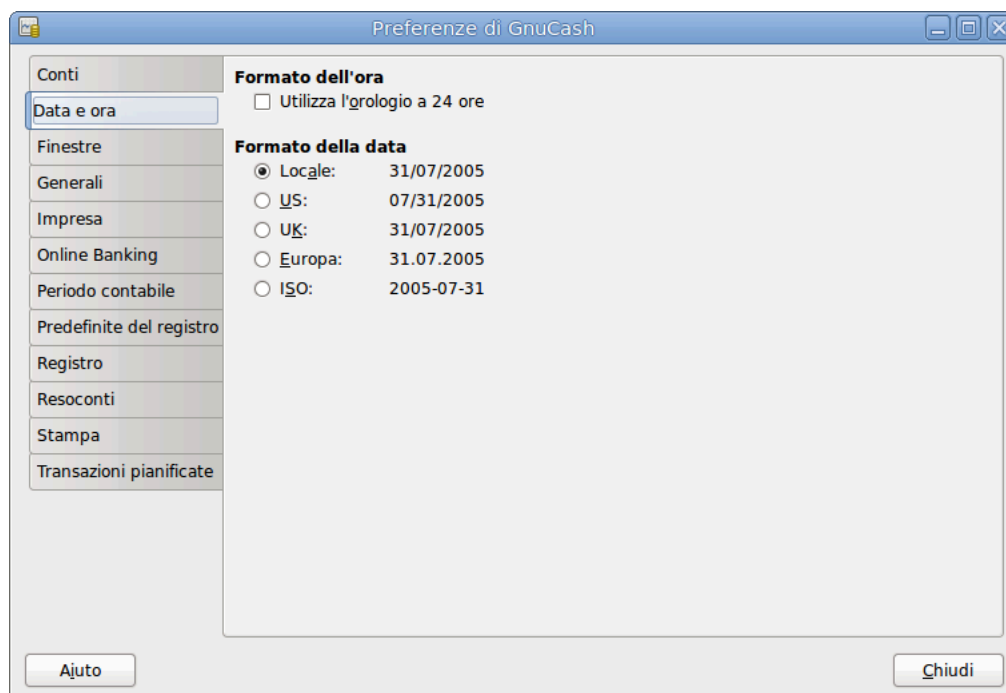 Preferenze di GnuCash
Conti
Data e ora
Finestre
Generali
Impresa
Online Banking
Periodo contabile
Predefinite del registro
Registro
Resoconti
Stampa
Transazioni pianificate
Formato dell'ora
Utilizza l'orologio a 24 ore
Formato della data
Locale: 31/07/2005
US: 07/31/2005
UK: 31/07/2005
Europa: 31.07.2005
ISO: 2005-07-31
Aiuto
Chiudi